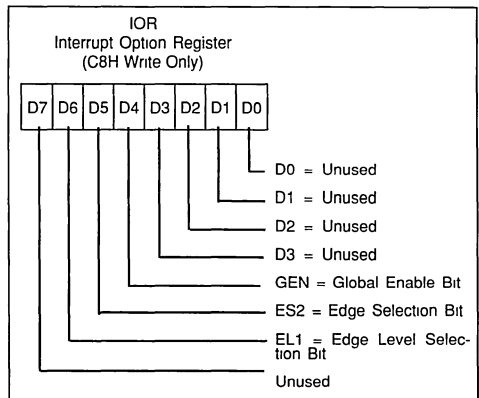 IOR
Interrupt Option Register
(C8H Write Only)
D7 D6 D5 D4 D3 D2 D1 D0
D0 = Unused
D1 = Unused
D2 = Unused
D3 = Unused
GEN = Global Enable Bit
ES2 = Edge Selection Bit
EL1 = Edge Level Selec-
tion Bit
Unused